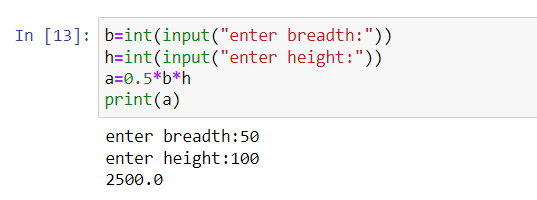 In [13]: b=int(input("enter breadth:"))
h=int(input("enter height:"))
a=0.5*b*h
print(a)
enter breadth:50
enter height:100
2500.0